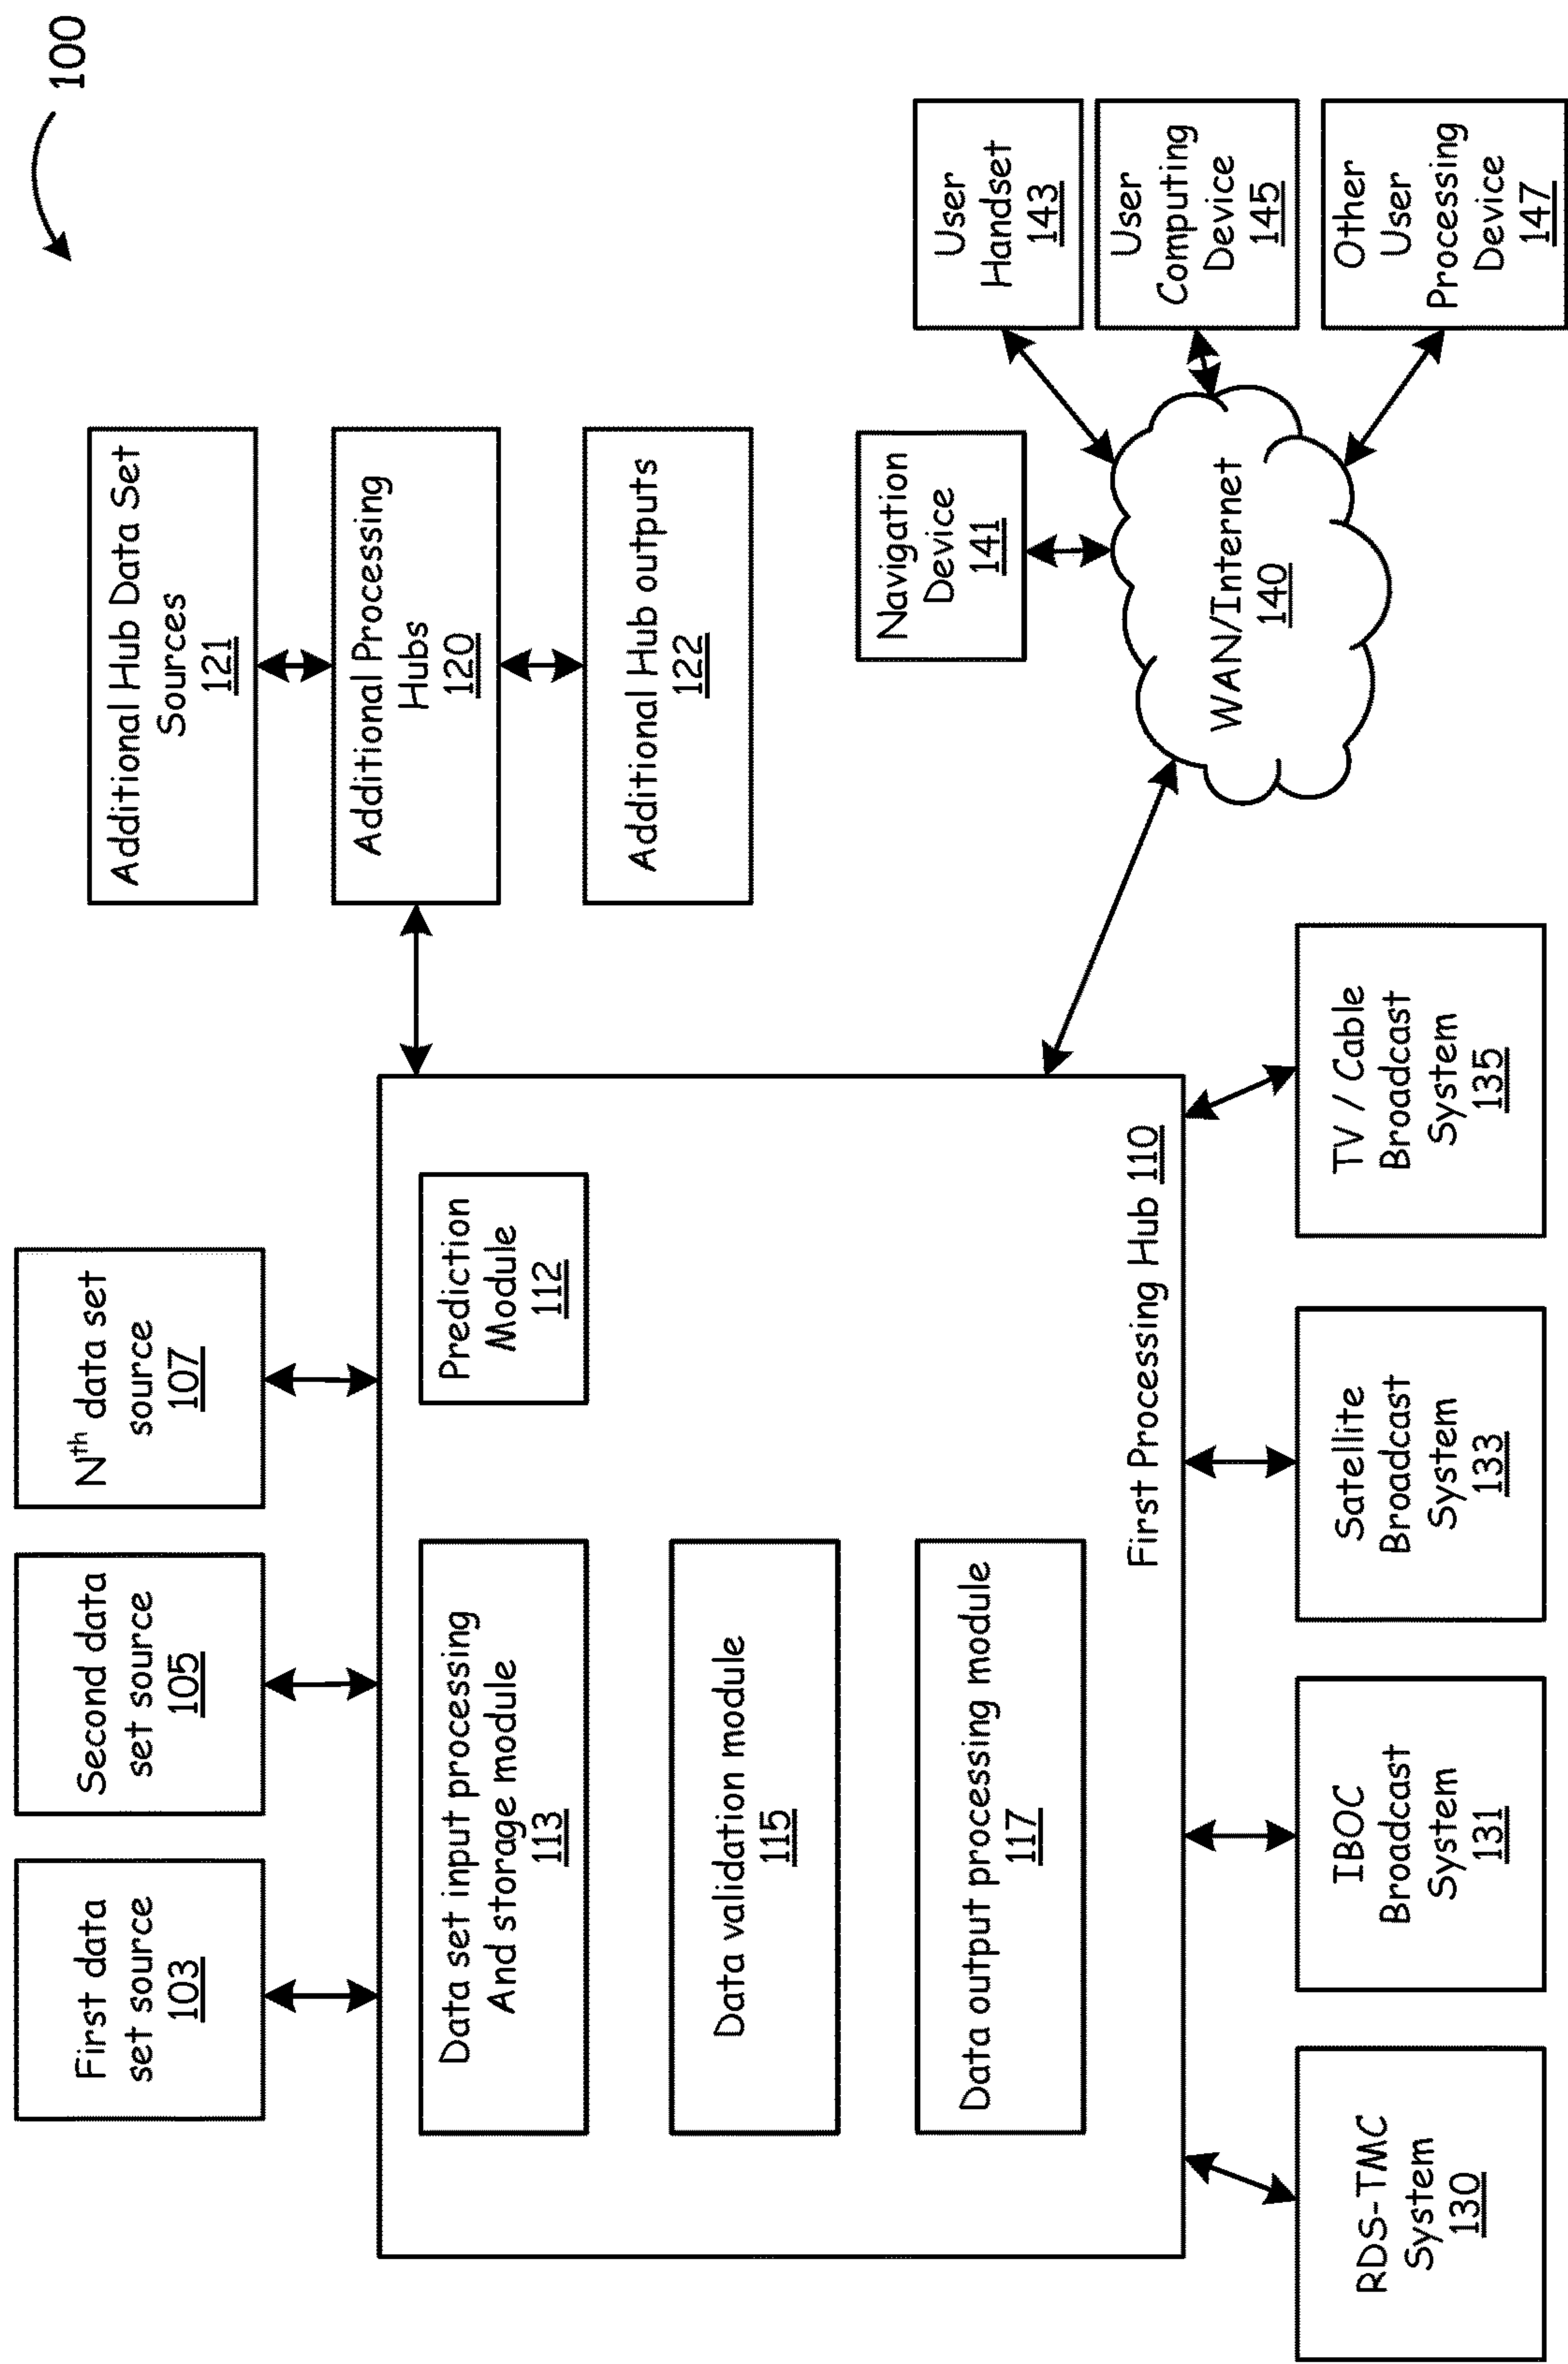 100
First data
set source
103
Second data
set source
105
Nth data set
source
107
Additional Hub Data Set
Sources
121
Additional Processing
Hubs
120
Additional Hub outputs
122
Data set input processing
And storage module
113
Prediction
Module
112
Data validation module
115
Data output processing module
117
First Processing Hub 110
Navigation
Device
141
User
Handset
143
User
Computing
Device
145
Other
User
Processing
Device
147
WAN/Internet
140
RDS-TMC
System
130
IBOC
Broadcast
System
131
Satellite
Broadcast
System
133
TV / Cable
Broadcast
System
135